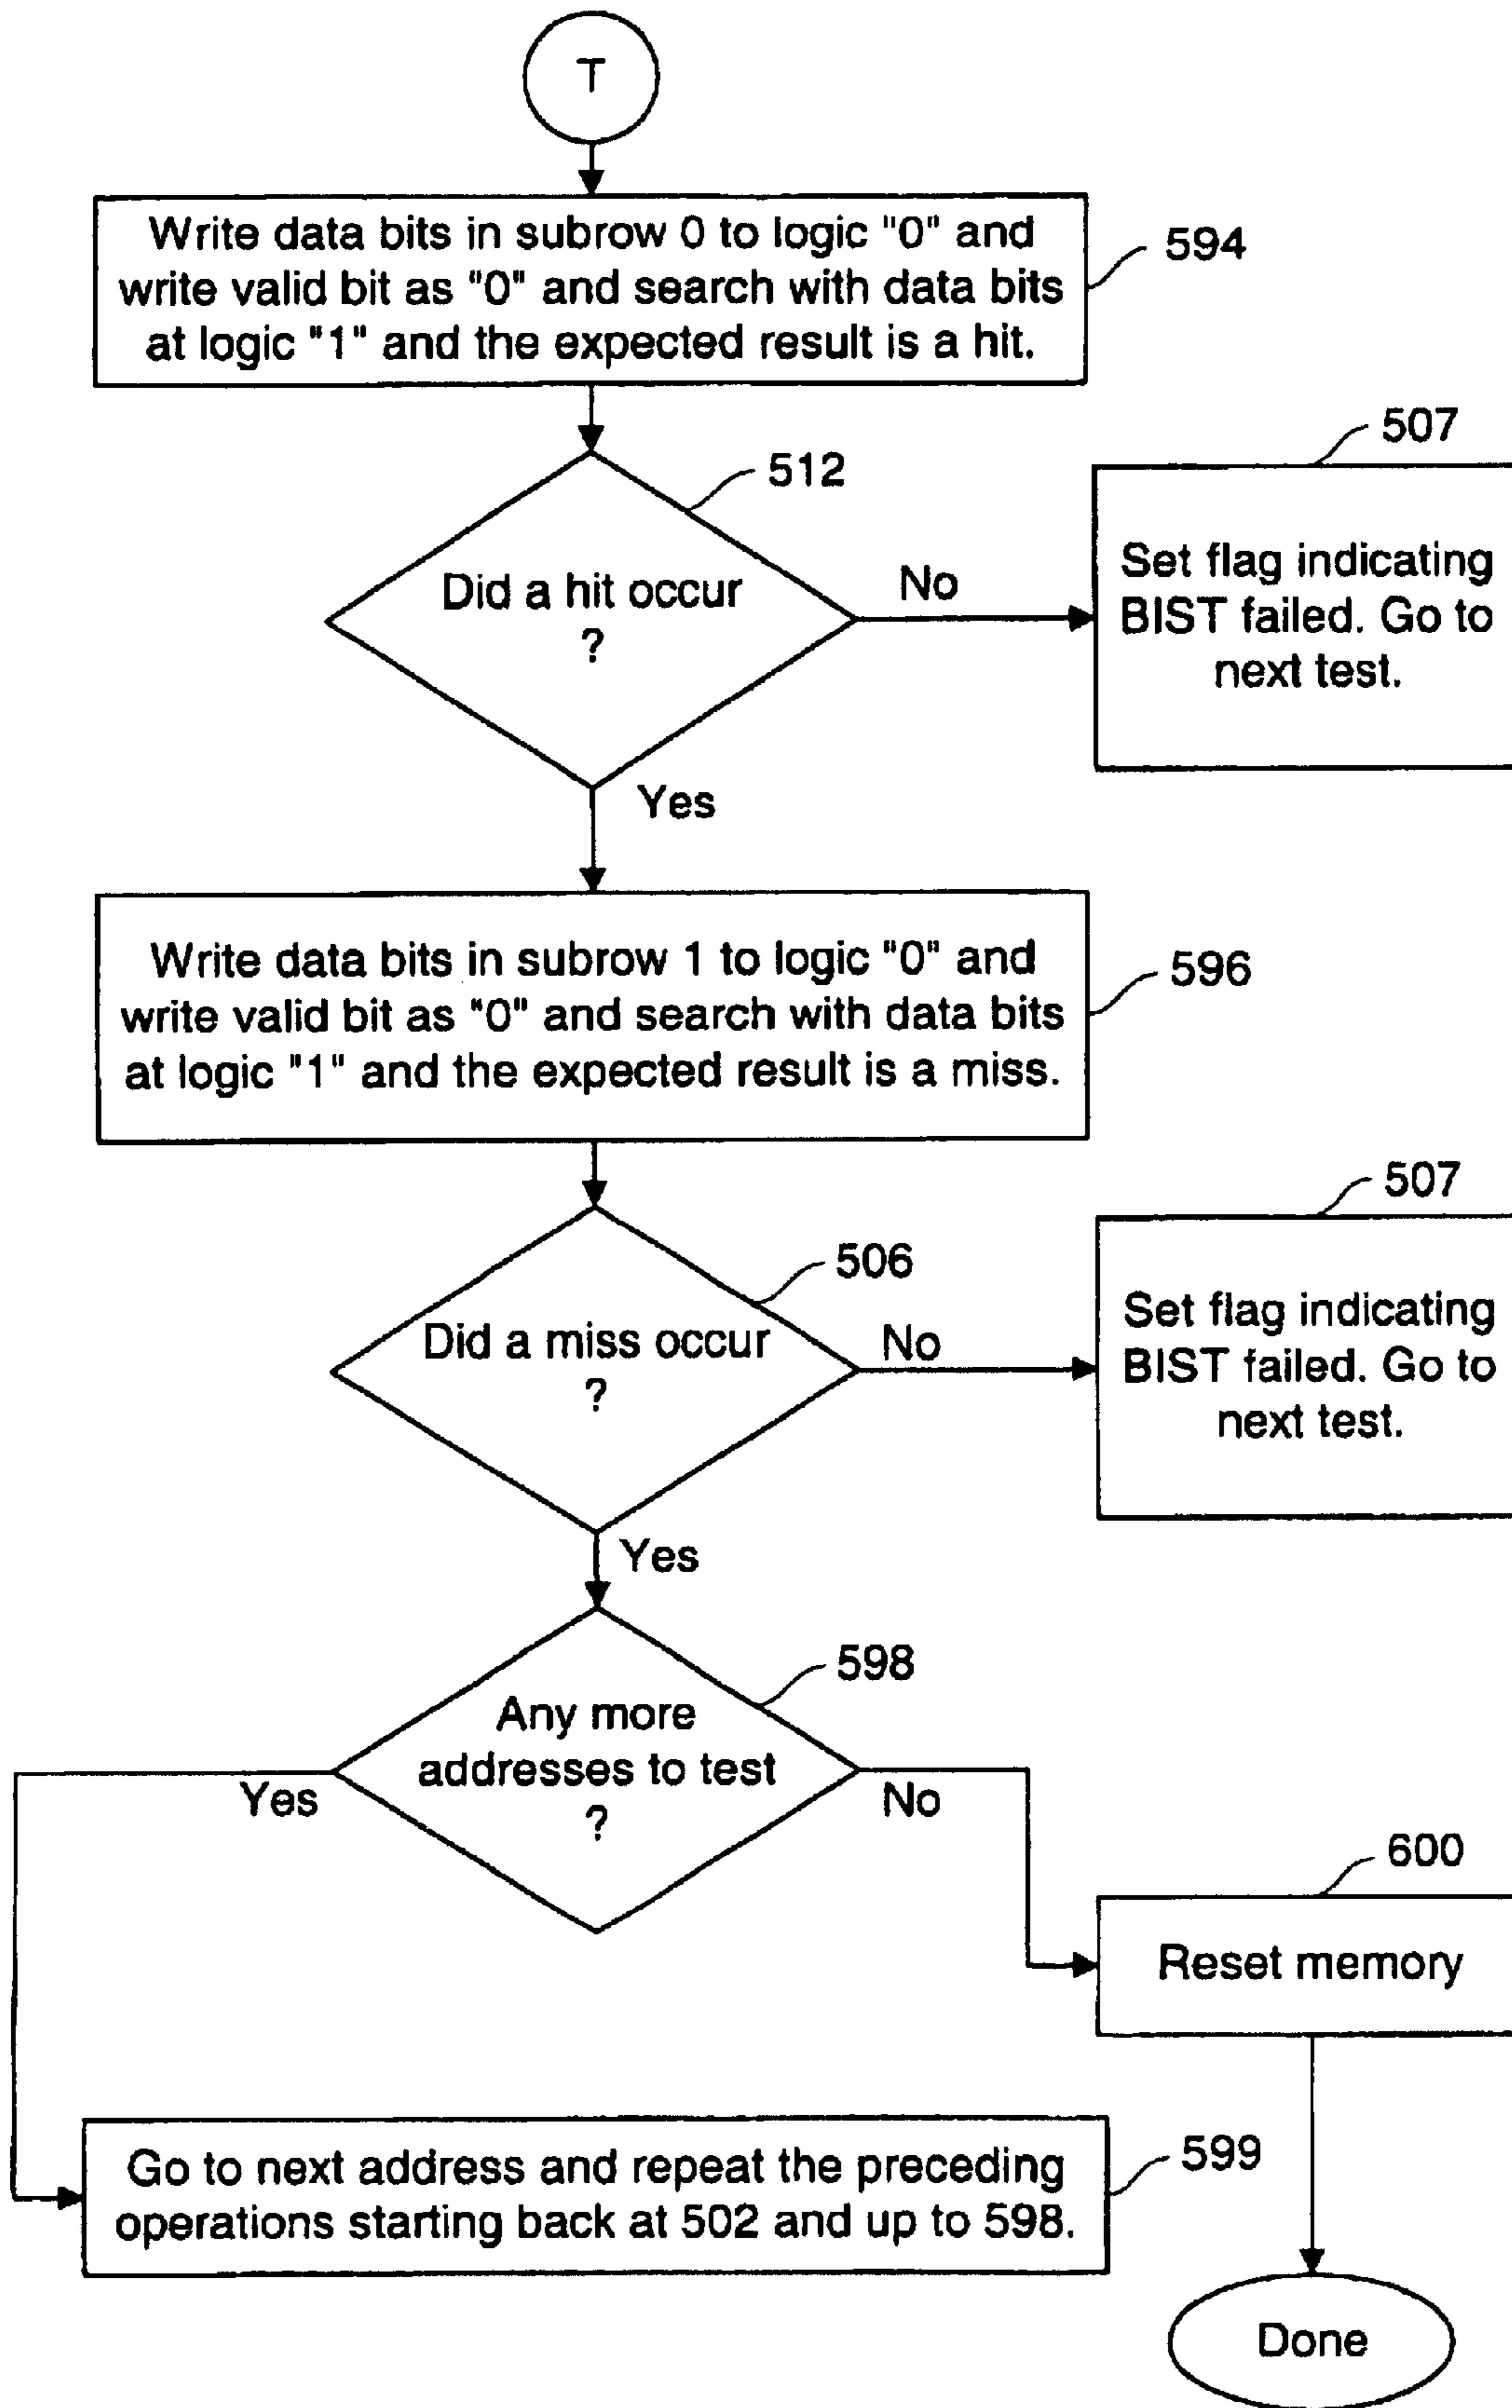 T
Write data bits in subrow 0 to logic "0" and
write valid bit as "0" and search with data bits
at logic "1" and the expected result is a hit.
594
512
Did a hit occur
?
No
507
Set flag indicating
BIST failed. Go to
next test.
Yes
Write data bits in subrow 1 to logic "0" and
write valid bit as "0" and search with data bits
at logic "1" and the expected result is a miss.
596
506
Did a miss occur
?
No
507
Set flag indicating
BIST failed. Go to
next test.
Yes
598
Any more
addresses to test
?
Yes
No
600
Reset memory
Go to next address and repeat the preceding
operations starting back at 502 and up to 598.
599
Done